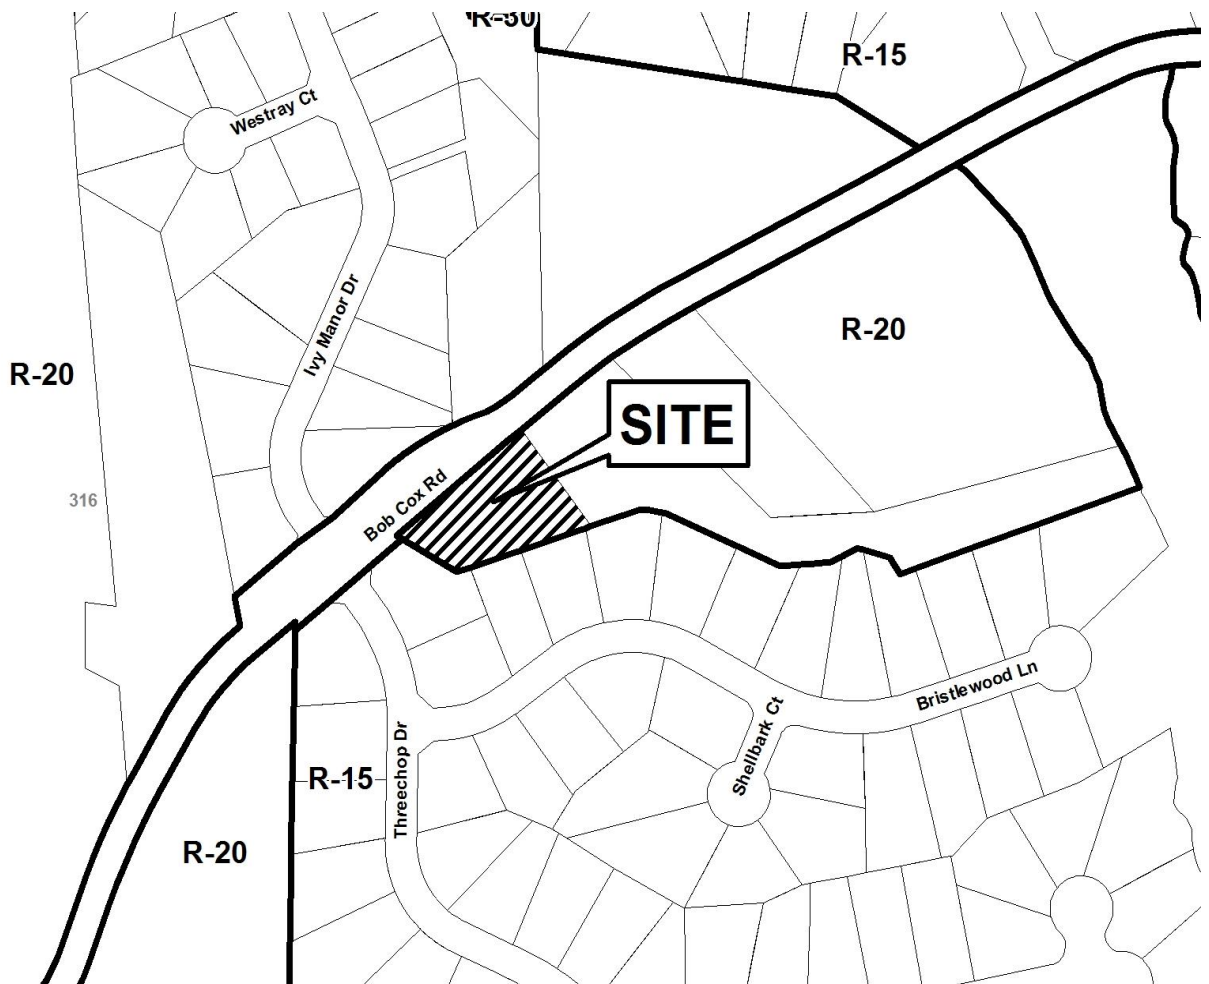 R-30
R-15
Westray Ct
Ivy Manor Dr
R-20
R-20
SITE
316
Bob Cox Rd
Bristlewood Ln
Shellbark Ct
Threechop Dr
R-15
R-20